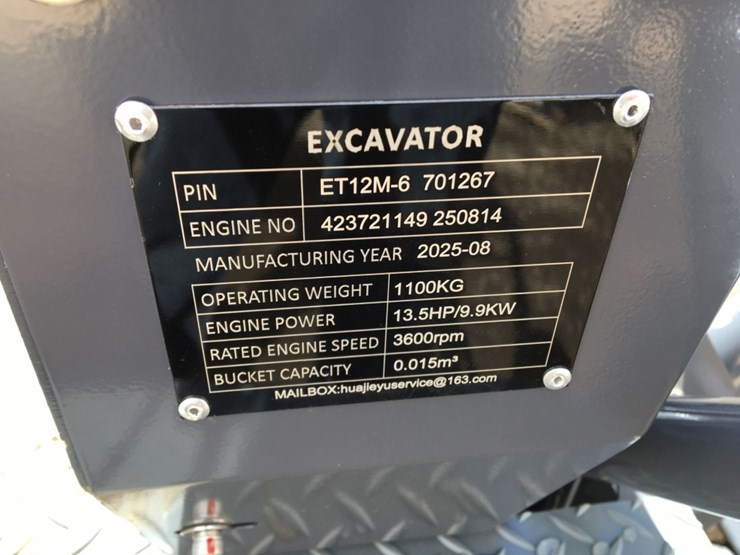 EXCAVATOR
PIN ET12M-6 701267
ENGINE NO 423721149 250814
MANUFACTURING YEAR 2025-08
OPERATING WEIGHT 1100KG
ENGINE POWER 13.5HP/9.9KW
RATED ENGINE SPEED 3600rpm
BUCKET CAPACITY 0.015m³
MAILBOX:huajieyuservice@163.com